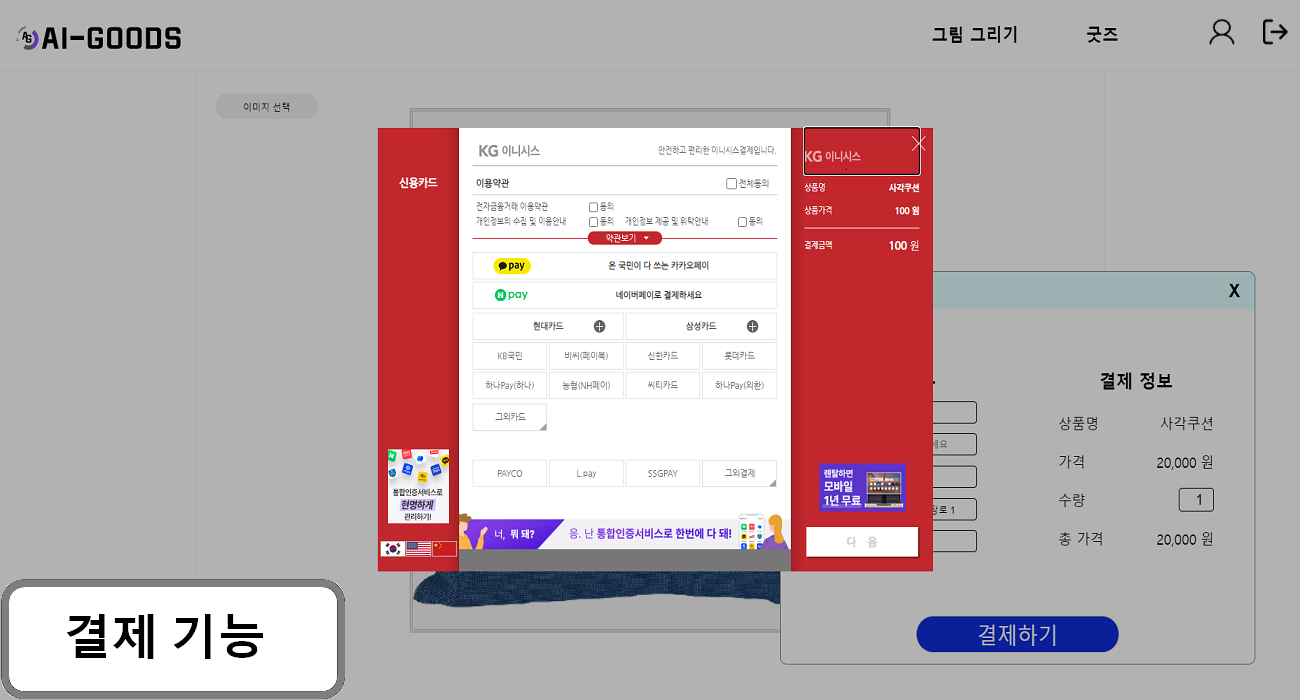 AI-GOODS
그림 그리기
굿즈
이미지 선택
신용카드
KG 이니시스
안전하고 편리한 이니시스결제입니다.
이용약관
전체동의
전자금융거래 이용약관
동의
개인정보의 수집 및 이용안내
동의
개인정보 제공 및 위탁안내
동의
약관보기
pay
온 국민이 다 쓰는 카카오페이
N pay
네이버페이로 결제하세요
현대카드
삼성카드
KB국민
비씨(페이북)
신한카드
롯데카드
하나Pay(하나)
농협(NH페이)
씨티카드
하나Pay(외환)
그외카드
PAYCO
L.pay
SSGPAY
그외결제
통합인증서비스로
현명하게
관리하기!
너, 뭐 돼?
응. 난 통합인증서비스로 한번에 다 돼!
KG 이니시스
상품명
사각쿠션
상품가격
100 원
결제금액
100 원
렌탈하면
모바일
1년 무료
다 음
X
결제 정보
상품명
사각쿠션
가격
20,000 원
수량
1
총 가격
20,000 원
결제하기
결제 기능